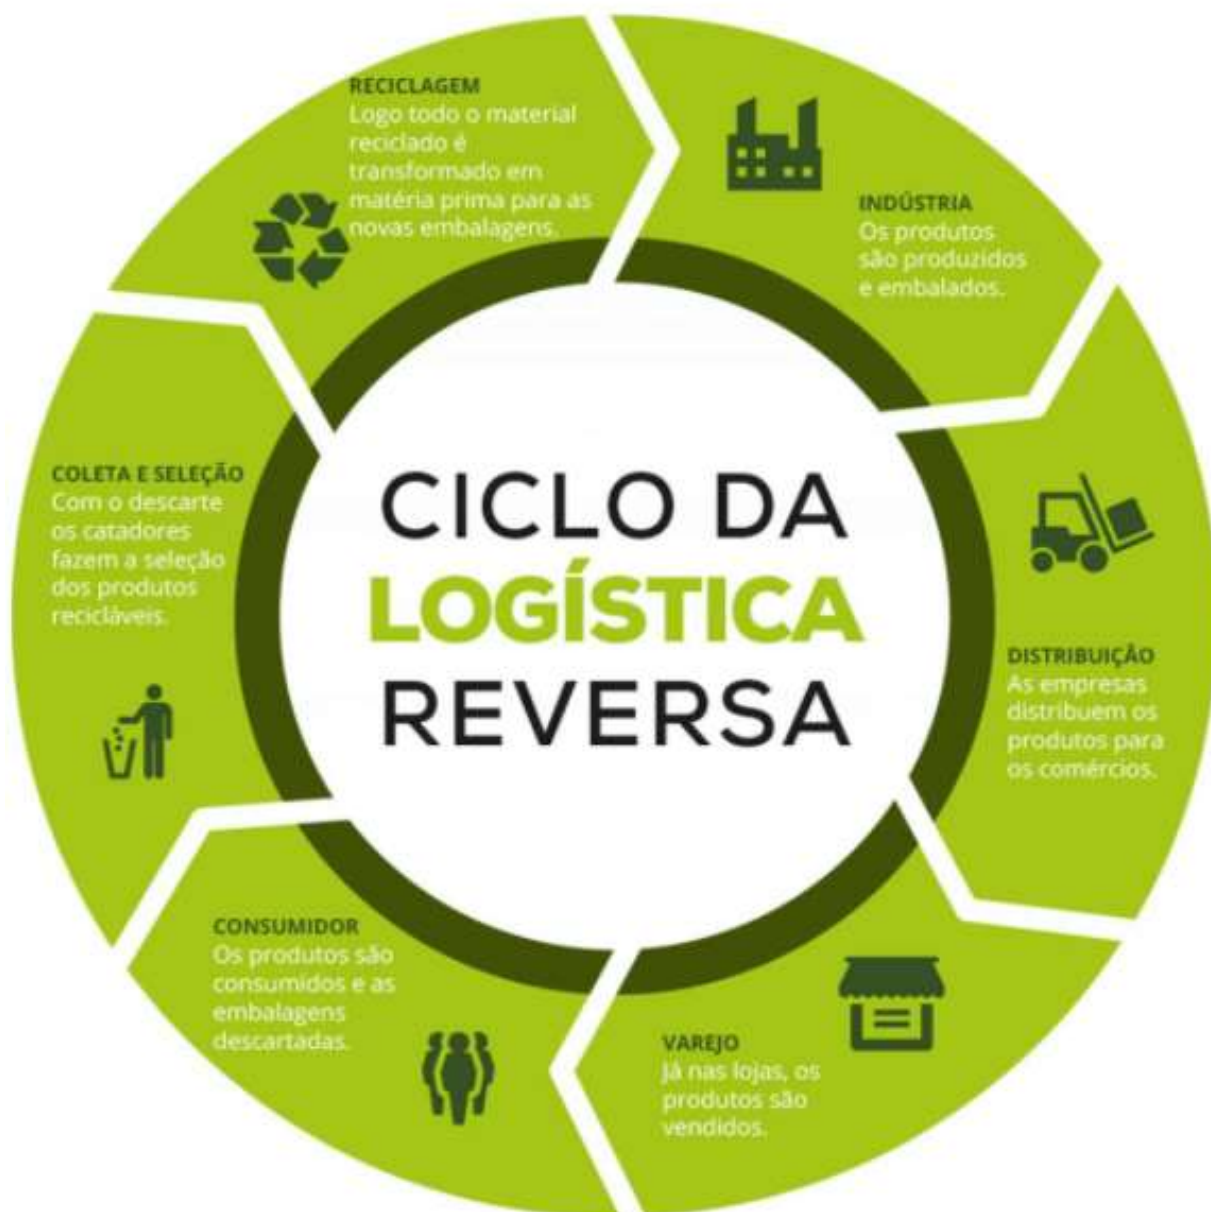 CICLO DA
LOGÍSTICA
REVERSA
INDÚSTRIA
Os produtos
são produzidos
e embalados.
DISTRIBUIÇÃO
As empresas
distribuem os
produtos para
os comércios.
VAREJO
Já nas lojas, os
produtos são
vendidos.
CONSUMIDOR
Os produtos são
consumidos e as
embalagens
descartadas.
COLETA E SELEÇÃO
Com o descarte
os catadores
fazem a seleção
dos produtos
recicláveis.
RECICLAGEM
Logo todo o material
reciclado é
transformado em
matéria prima para as
novas embalagens.